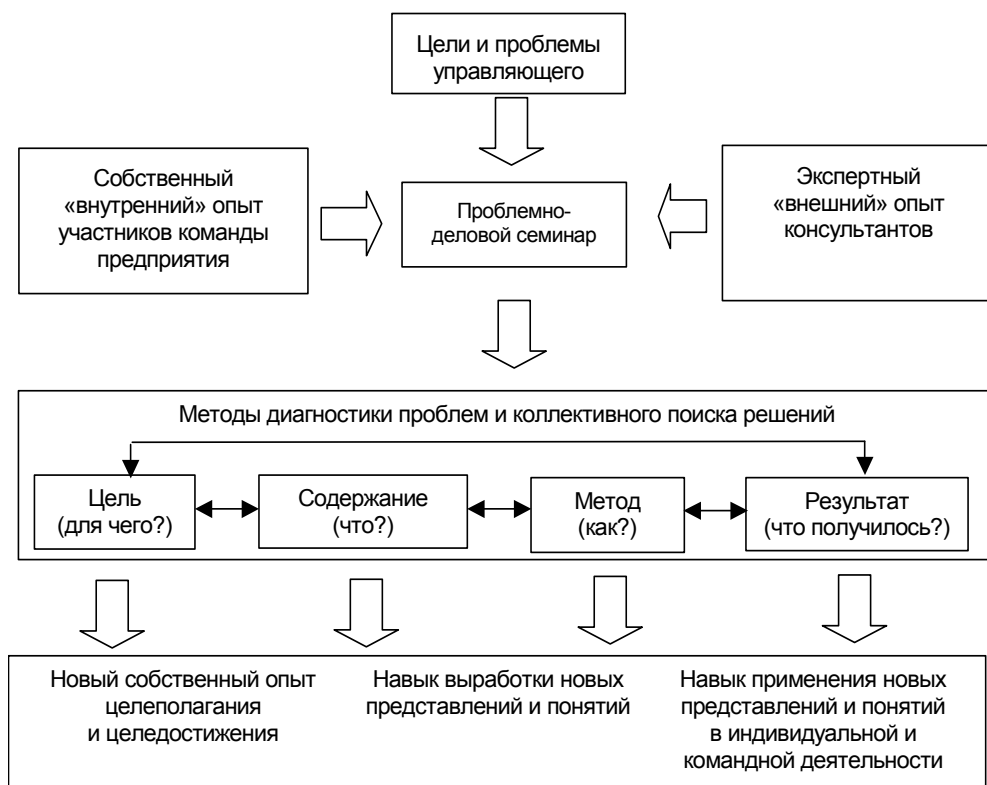 Цели и проблемы
управляющего
Собственный
«внутренний» опыт
участников команды
предприятия
Проблемно-
деловой семинар
Экспертный
«внешний» опыт
консультантов
Методы диагностики проблем и коллективного поиска решений
Цель
(для чего?)
Содержание
(что?)
Метод
(как?)
Результат
(что получилось?)
Новый собственный опыт
целеполагания
и целедостижения
Навык выработки новых
представлений и понятий
Навык применения новых
представлений и понятий
в индивидуальной и
командной деятельности